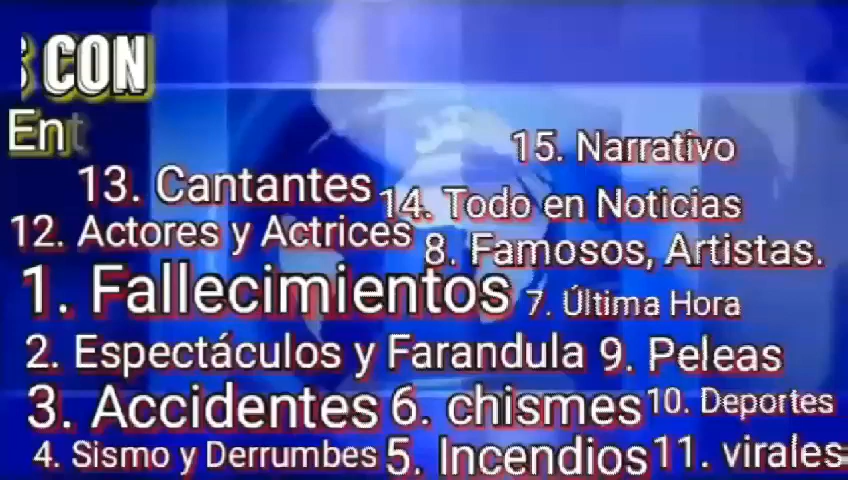 CON
Ent
15. Narrativo
13. Cantantes
14. Todo en Noticias
12. Actores y Actrices
8. Famosos, Artistas.
1. Fallecimientos
7. Última Hora
2. Espectáculos y Farandula
9. Peleas
3. Accidentes
6. chismes
10. Deportes
4. Sismo y Derrumbes
5. Incendios
11. virales